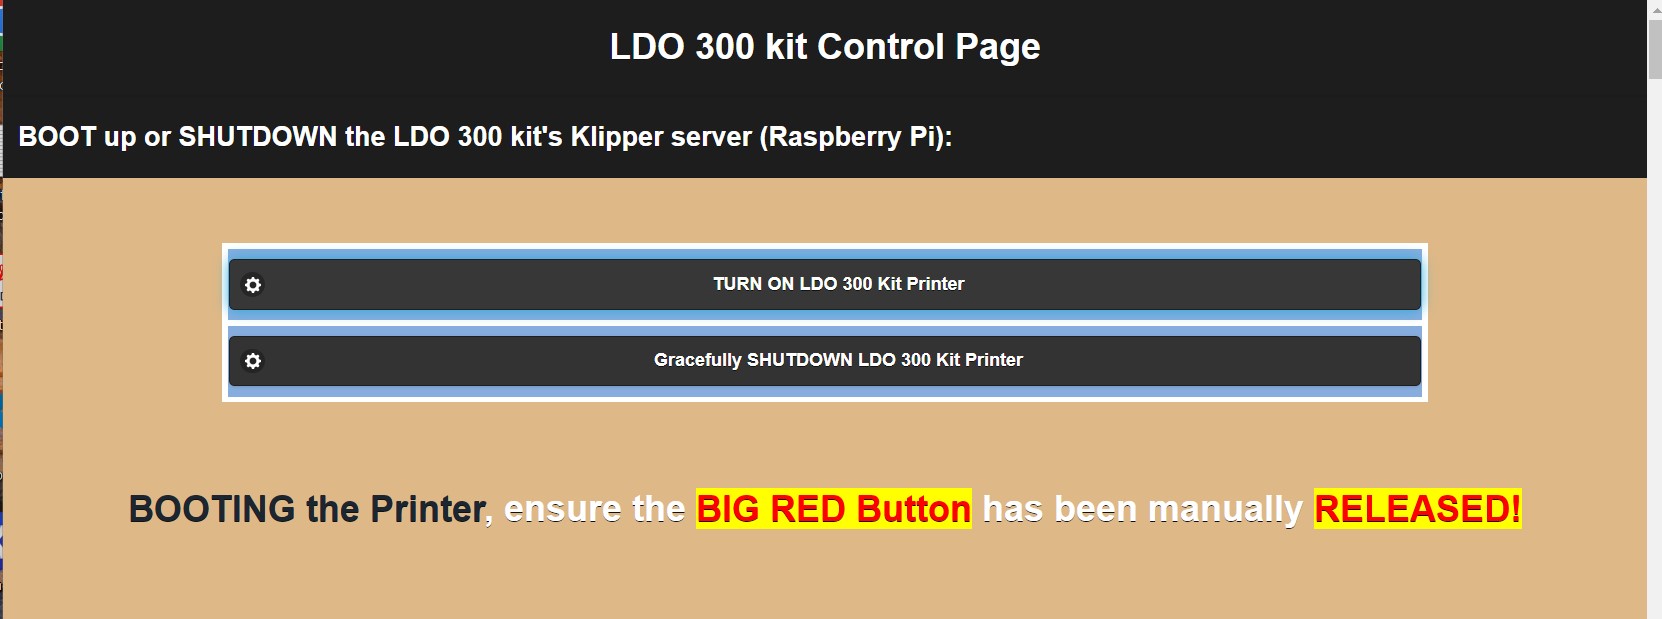 LDO 300 kit Control Page
BOOT up or SHUTDOWN the LDO 300 kit's Klipper server (Raspberry Pi):
TURN ON LDO 300 Kit Printer
Gracefully SHUTDOWN LDO 300 Kit Printer
BOOTING the Printer, ensure the BIG RED Button has been manually RELEASED!